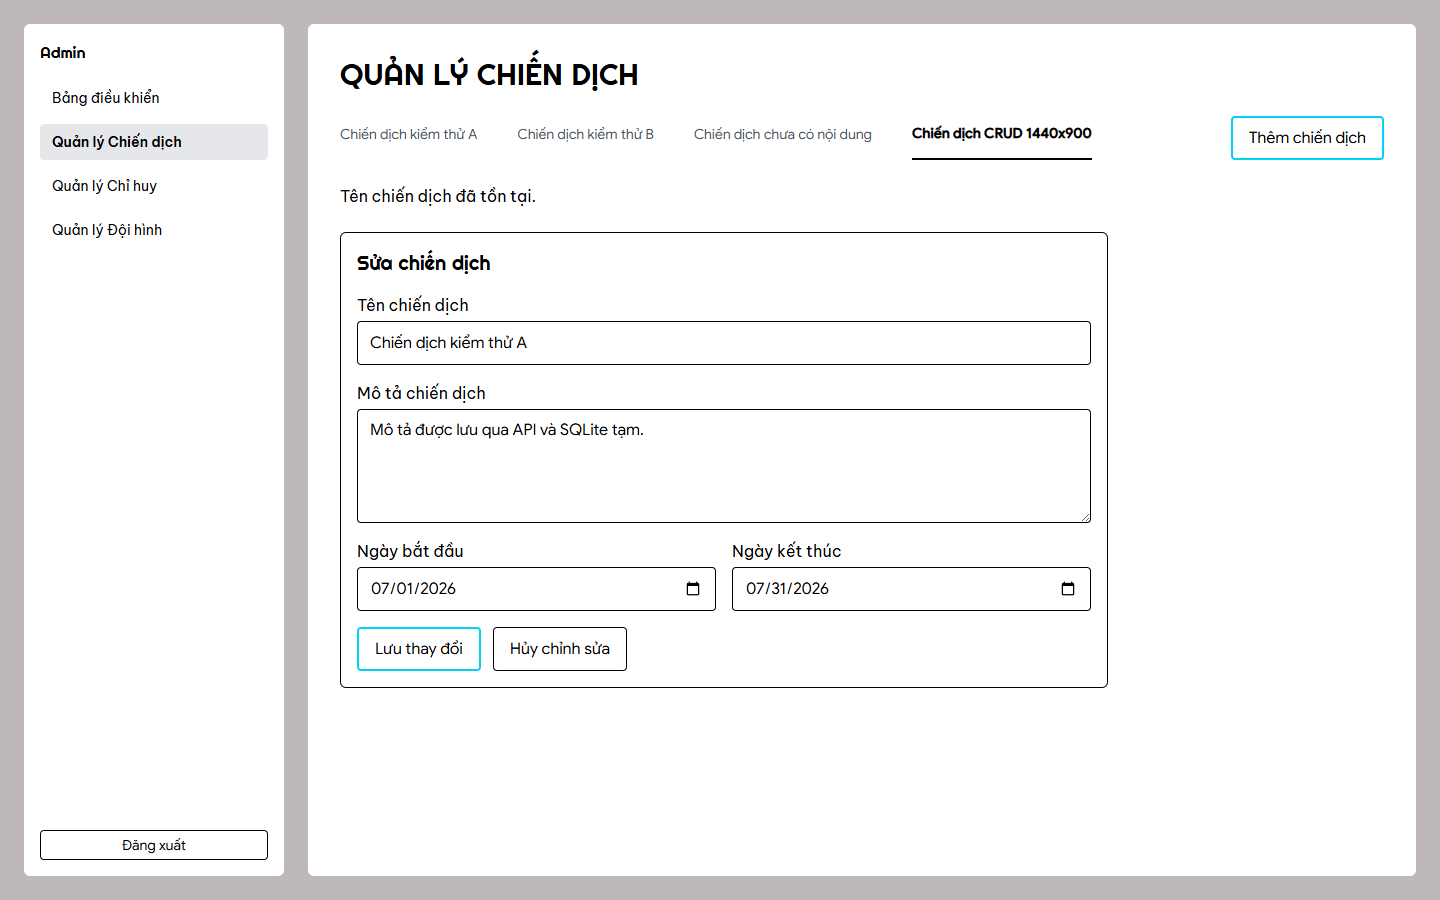 Admin
Bảng điều khiển
Quản lý Chiến dịch
Quản lý Chỉ huy
Quản lý Đội hình
Đăng xuất
QUẢN LÝ CHIẾN DỊCH
Chiến dịch kiểm thử A
Chiến dịch kiểm thử B
Chiến dịch chưa có nội dung
Chiến dịch CRUD 1440x900
Thêm chiến dịch
Tên chiến dịch đã tồn tại.
Sửa chiến dịch
Tên chiến dịch
Chiến dịch kiểm thử A
Mô tả chiến dịch
Mô tả được lưu qua API và SQLite tạm.
Ngày bắt đầu
Ngày kết thúc
07/01/2026
07/31/2026
Lưu thay đổi
Hủy chỉnh sửa